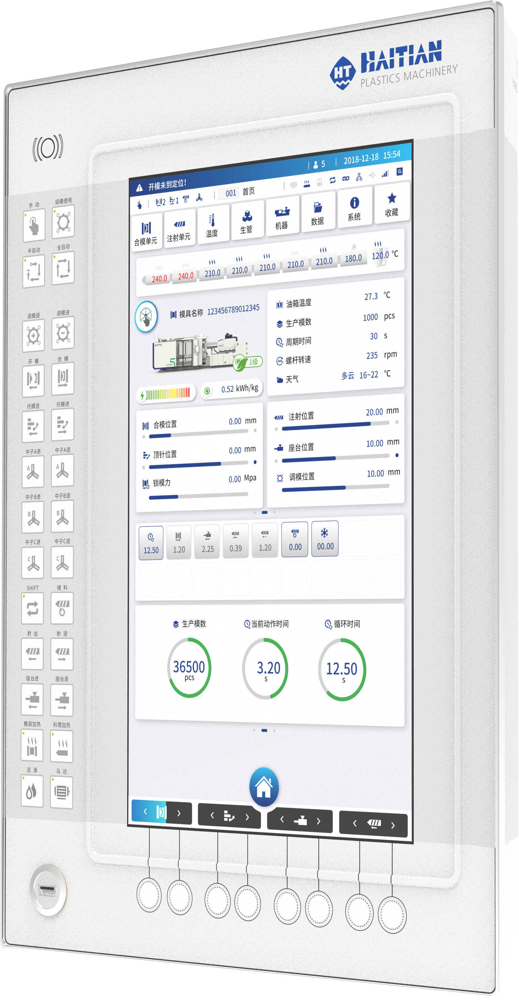 HT HAITIAN
PLASTICS MACHINERY
开模未到定位!
5
2018-12-18 15:54
2
1
001 首页
合模单元
注射单元
温度
生管
机器
数据
系统
收藏
240.0 240.0 210.0 210.0 210.0 210.0 210.0 180.0 120.0 °C
模具名称 123456789012345
1级
0.52 kWh/kg
油箱温度 27.3 °C
生产模数 1000 pcs
周期时间 30 s
螺杆转速 235 rpm
天气 多云 16~22 °C
合模位置 0.00 mm
顶针位置 0.00 mm
锁模力 0.00 Mpa
注射位置 20.00 mm
座台位置 10.00 mm
调模位置 10.00 mm
12.50 1.20 2.25 0.39 1.20 0.00 00.00
生产模数
36500
pcs
当前动作时间
3.20
s
循环时间
12.50
s
手 动 调模使用
半自动 全自动
调模退 调模进
开 模 合 模
托模退 托模进
中子A进 中子A退
A A
中子B进 中子B退
B B
中子C进 中子C退
C C
SHIFT 储 料
射 出 射 退
座台进 座台退
模具加热 料筒加热
润 滑 马 达